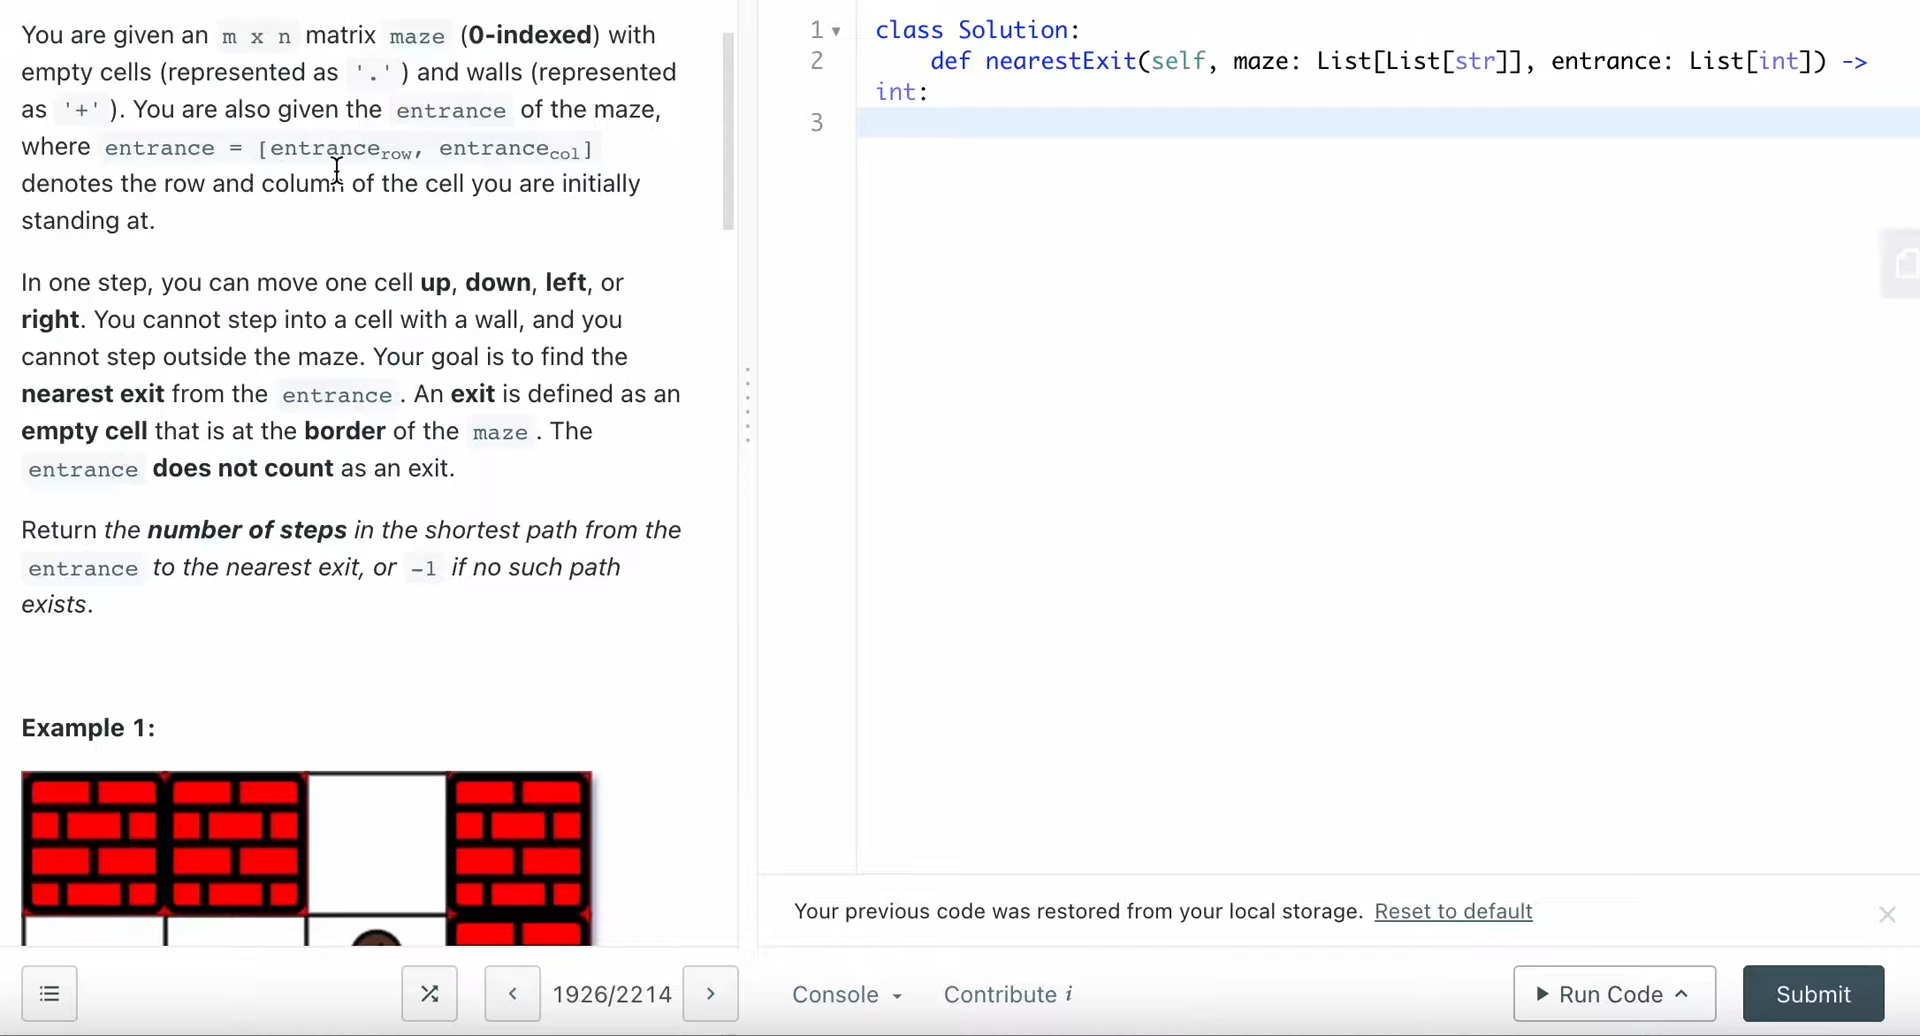 You are given an m x n matrix maze (0-indexed) with
empty cells (represented as '.') and walls (represented
as '+'). You are also given the entrance of the maze,
where entrance = [entrancerow, entrancecol]
denotes the row and column of the cell you are initially
standing at.
In one step, you can move one cell up, down, left, or
right. You cannot step into a cell with a wall, and you
cannot step outside the maze. Your goal is to find the
nearest exit from the entrance. An exit is defined as an
empty cell that is at the border of the maze. The
entrance does not count as an exit.
Return the number of steps in the shortest path from the
entrance to the nearest exit, or -1 if no such path
exists.
Example 1:
1926/2214
1 class Solution:
2 def nearestExit(self, maze: List[List[str]], entrance: List[int]) ->
int:
3
Your previous code was restored from your local storage. Reset to default
Console Contribute i
Run Code Submit